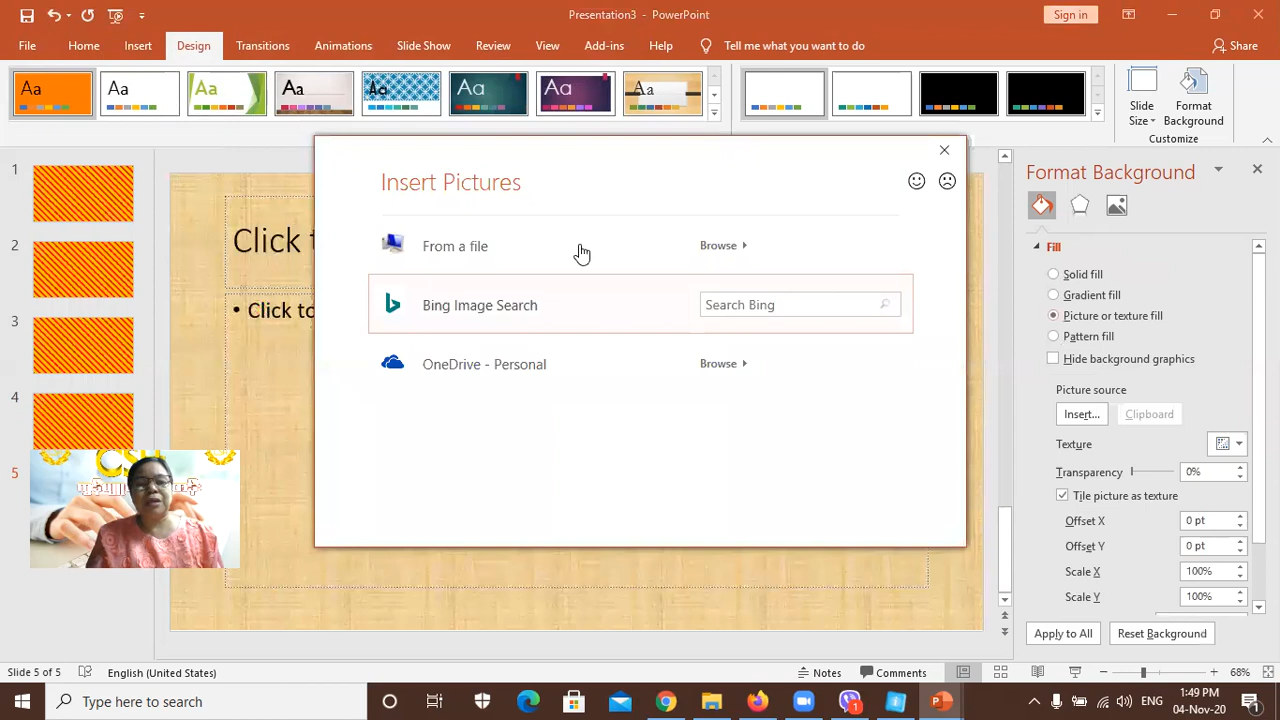 Presentation3 - PowerPoint
Sign in
File
Home
Insert
Design
Transitions
Animations
Slide Show
Review
View
Add-ins
Help
Tell me what you want to do
Share
Aa
Aa
Aa
Aa
Aa
Aa
Aa
Aa
Slide
Size
Format
Background
Customize
1
2
3
4
5
Click t
• Click to
Insert Pictures
From a file
Browse
Bing Image Search
Search Bing
OneDrive - Personal
Browse
Format Background
Fill
Solid fill
Gradient fill
Picture or texture fill
Pattern fill
Hide background graphics
Picture source
Insert...
Clipboard
Texture
Transparency
0%
Tile picture as texture
Offset X
0 pt
Offset Y
0 pt
Scale X
100%
Scale Y
100%
Apply to All
Reset Background
Slide 5 of 5
English (United States)
Notes
Comments
68%
Type here to search
1
ENG
1:49 PM
04-Nov-20
1